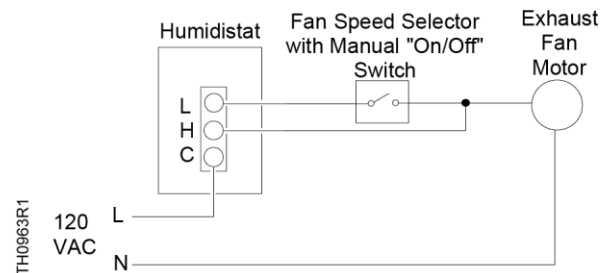 Humidistat
Fan Speed Selector
with Manual "On/Off"
Switch
Exhaust
Fan
Motor
L
H
C
120
VAC
L
N
TH0963R1